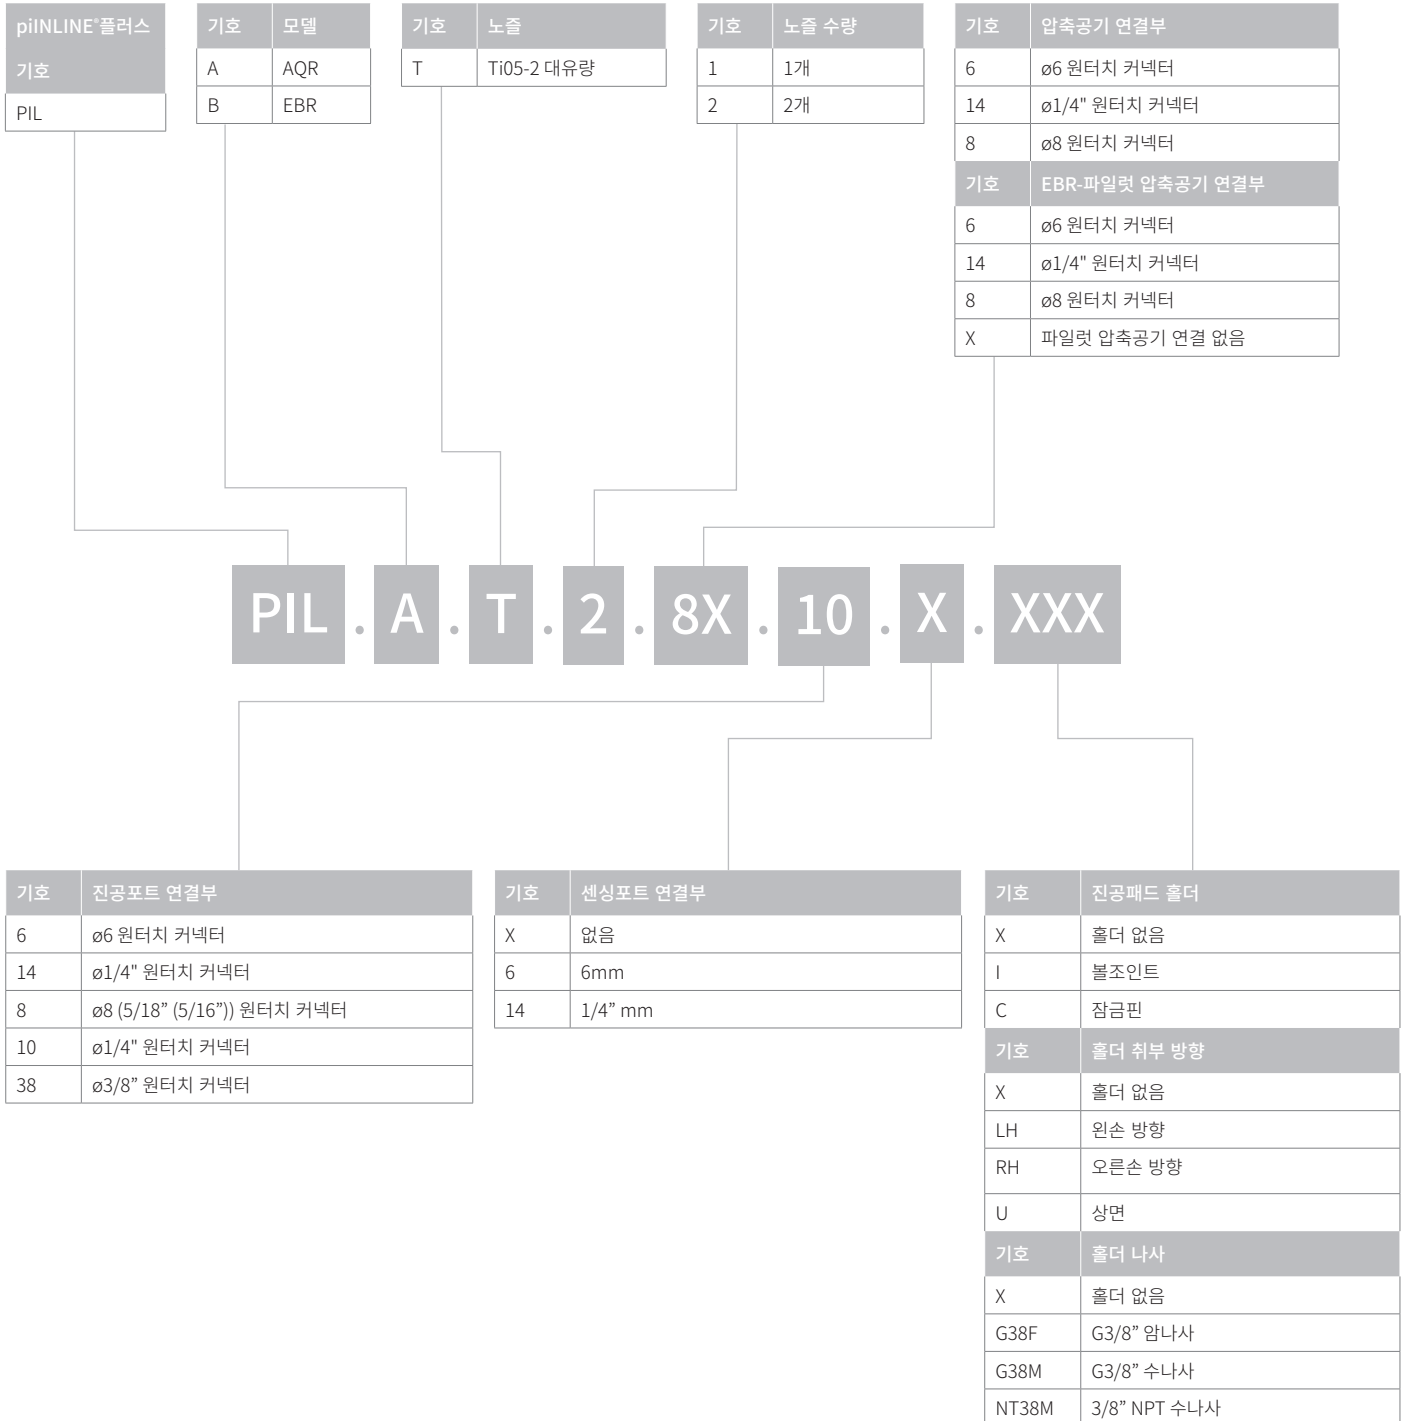 piINLINE®플러스
기호
PIL
기호 모델
A AQR
B EBR
기호 노즐
T Ti05-2 대유량
기호 노즐 수량
1 1개
2 2개
기호 압축공기 연결부
6 ø6 원터치 커넥터
14 ø1/4" 원터치 커넥터
8 ø8 원터치 커넥터
기호 EBR-파일럿 압축공기 연결부
6 ø6 원터치 커넥터
14 ø1/4" 원터치 커넥터
8 ø8 원터치 커넥터
X 파일럿 압축공기 연결 없음
PIL . A . T . 2 . 8X . 10 . X . XXX
기호 진공포트 연결부
6 ø6 원터치 커넥터
14 ø1/4" 원터치 커넥터
8 ø8 (5/18” (5/16”)) 원터치 커넥터
10 ø1/4" 원터치 커넥터
38 ø3/8” 원터치 커넥터
기호 센싱포트 연결부
X 없음
6 6mm
14 1/4” mm
기호 진공패드 홀더
X 홀더 없음
I 볼조인트
C 잠금핀
기호 홀더 취부 방향
X 홀더 없음
LH 왼손 방향
RH 오른손 방향
U 상면
기호 홀더 나사
X 홀더 없음
G38F G3/8” 암나사
G38M G3/8” 수나사
NT38M 3/8” NPT 수나사